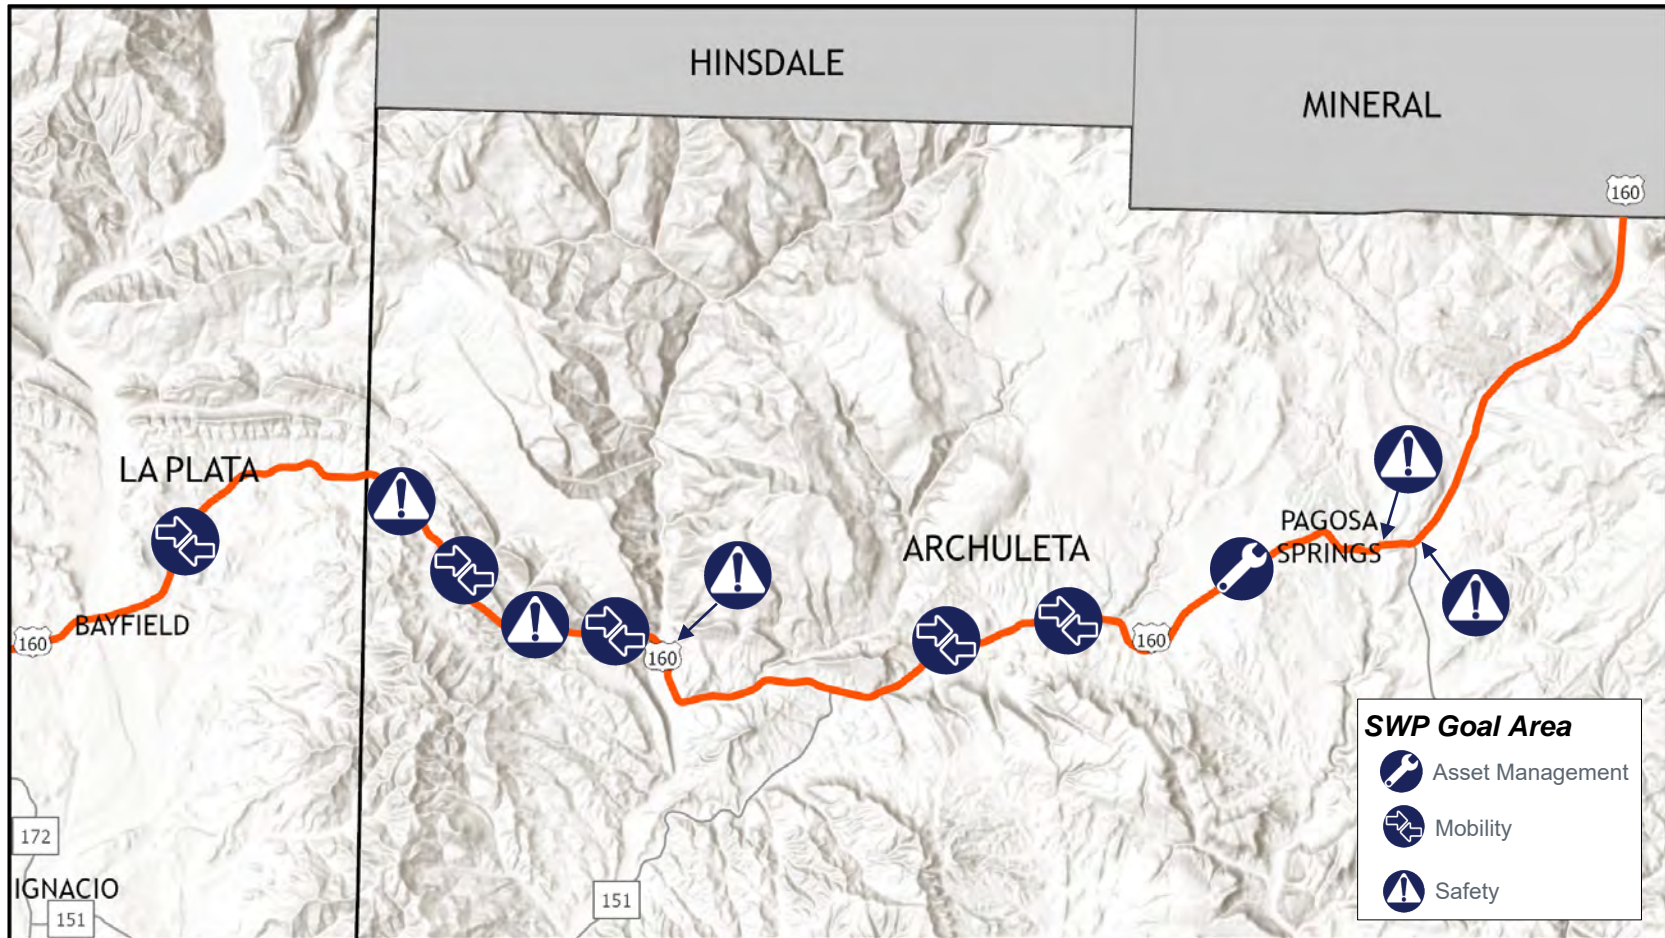 HINSDALE
MINERAL
160
LA PLATA
PAGOSA
SPRINGS
ARCHULETA
BAYFIELD
160
160
160
SWP Goal Area
Asset Management
Mobility
Safety
172
IGNACIO
151
151